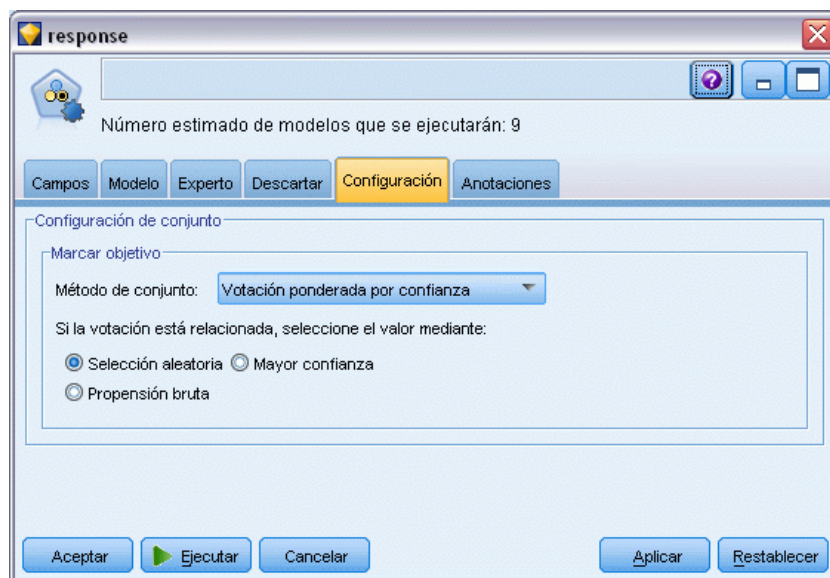 response
Número estimado de modelos que se ejecutarán: 9
Campos Modelo Experto Descartar Configuración Anotaciones
Configuración de conjunto
Marcar objetivo
Método de conjunto: Votación ponderada por confianza
Si la votación está relacionada, seleccione el valor mediante:
Selección aleatoria Mayor confianza
Propensión bruta
Aceptar Ejecutar Cancelar Aplicar Restablecer